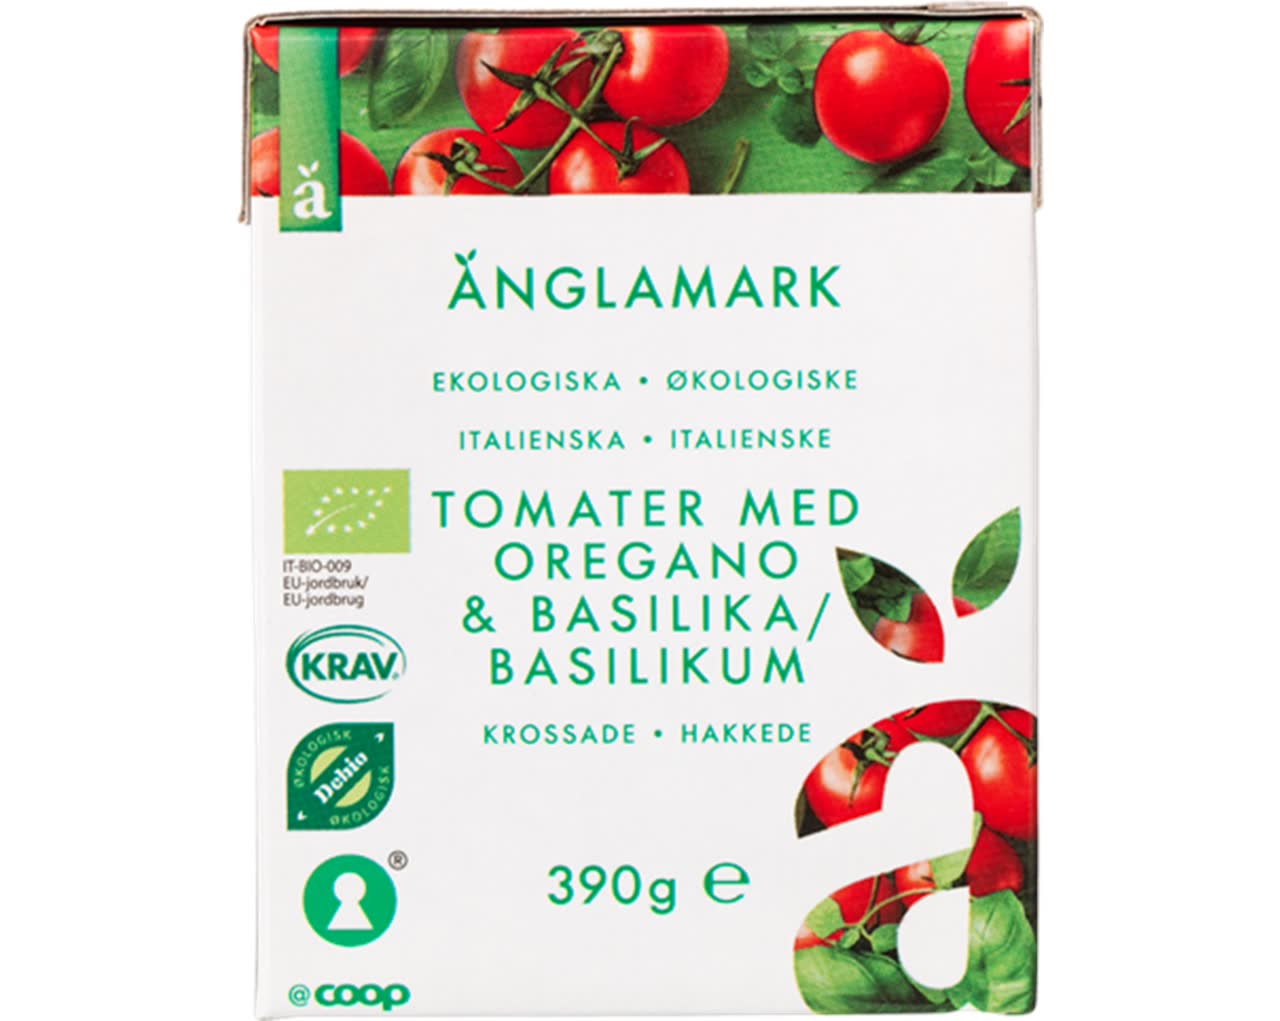 ä
ÄNGLAMARK
EKOLOGISKA • ØKOLOGISKE
ITALIENSKA • ITALIENSKE
TOMATER MED
OREGANO
& BASILIKA/
BASILIKUM
KROSSADE • HAKKEDE
IT-BIO-009
EU-jordbruk/
EU-jordbrug
KRAV®
ØKOLOGISK
Debio
ØKOLOGISK
®
390g ℮
@coop
ä